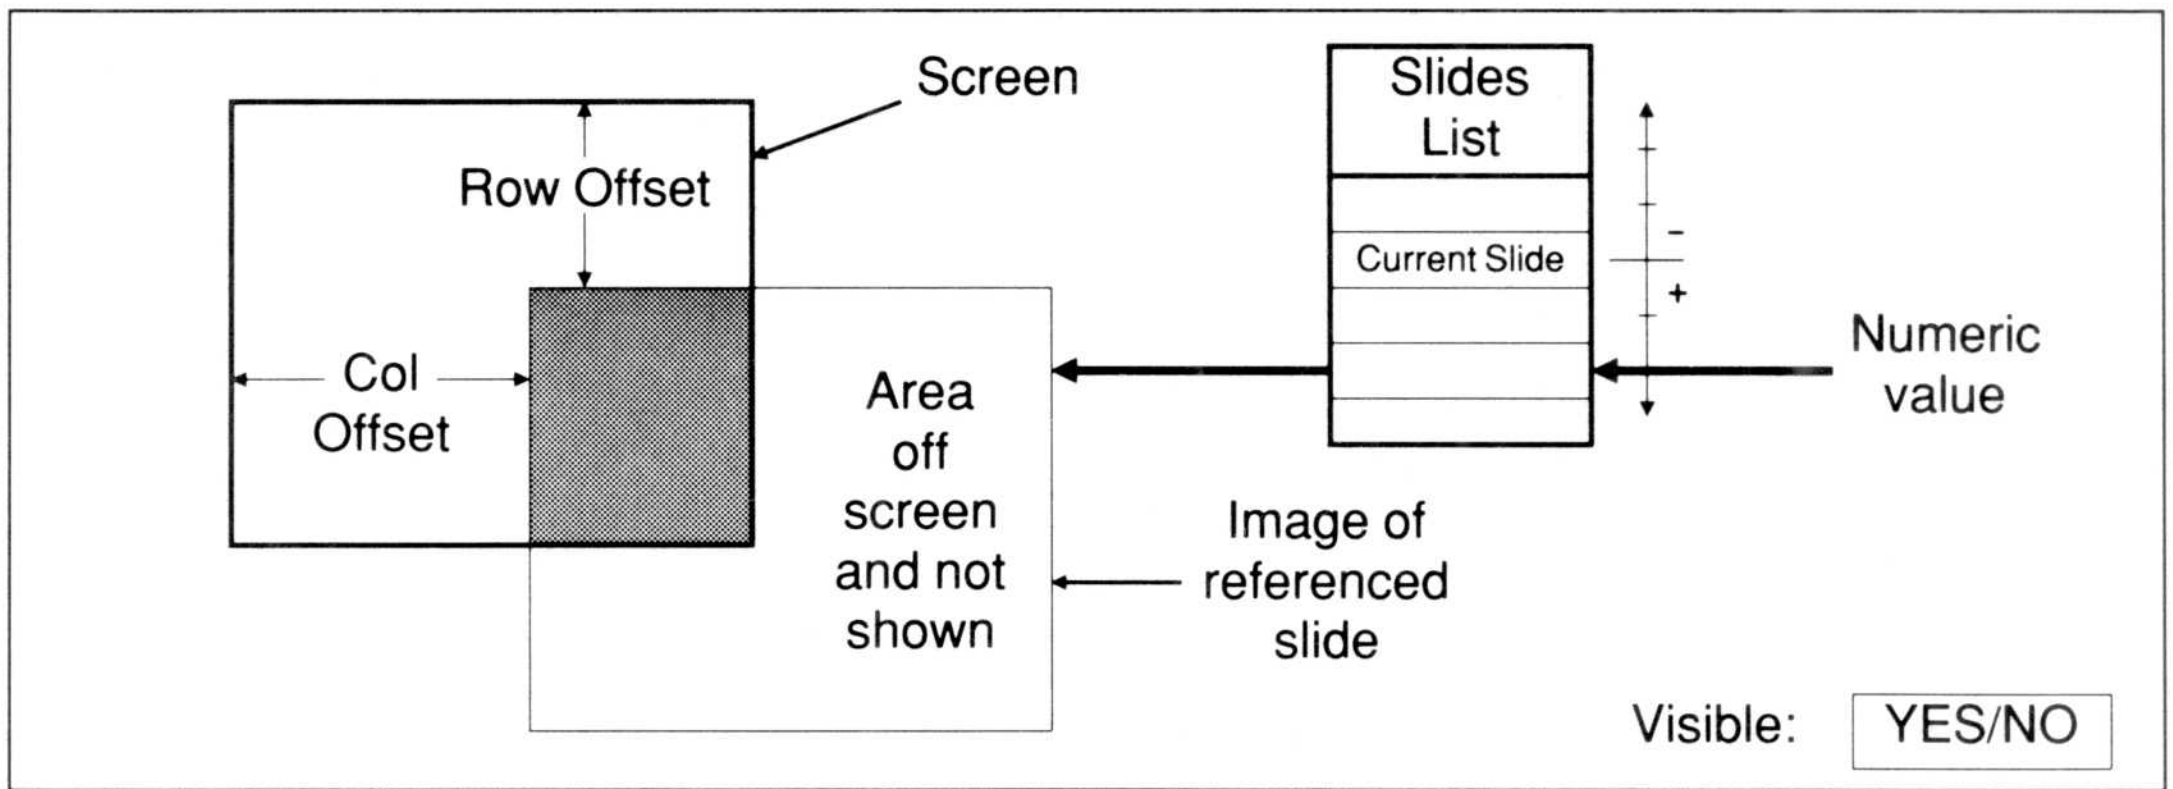 Screen
Row Offset
Col
Offset
Area
off
screen
and not
shown
Slides
List
Current Slide
-
+
Numeric
value
Image of
referenced
slide
Visible: YES/NO